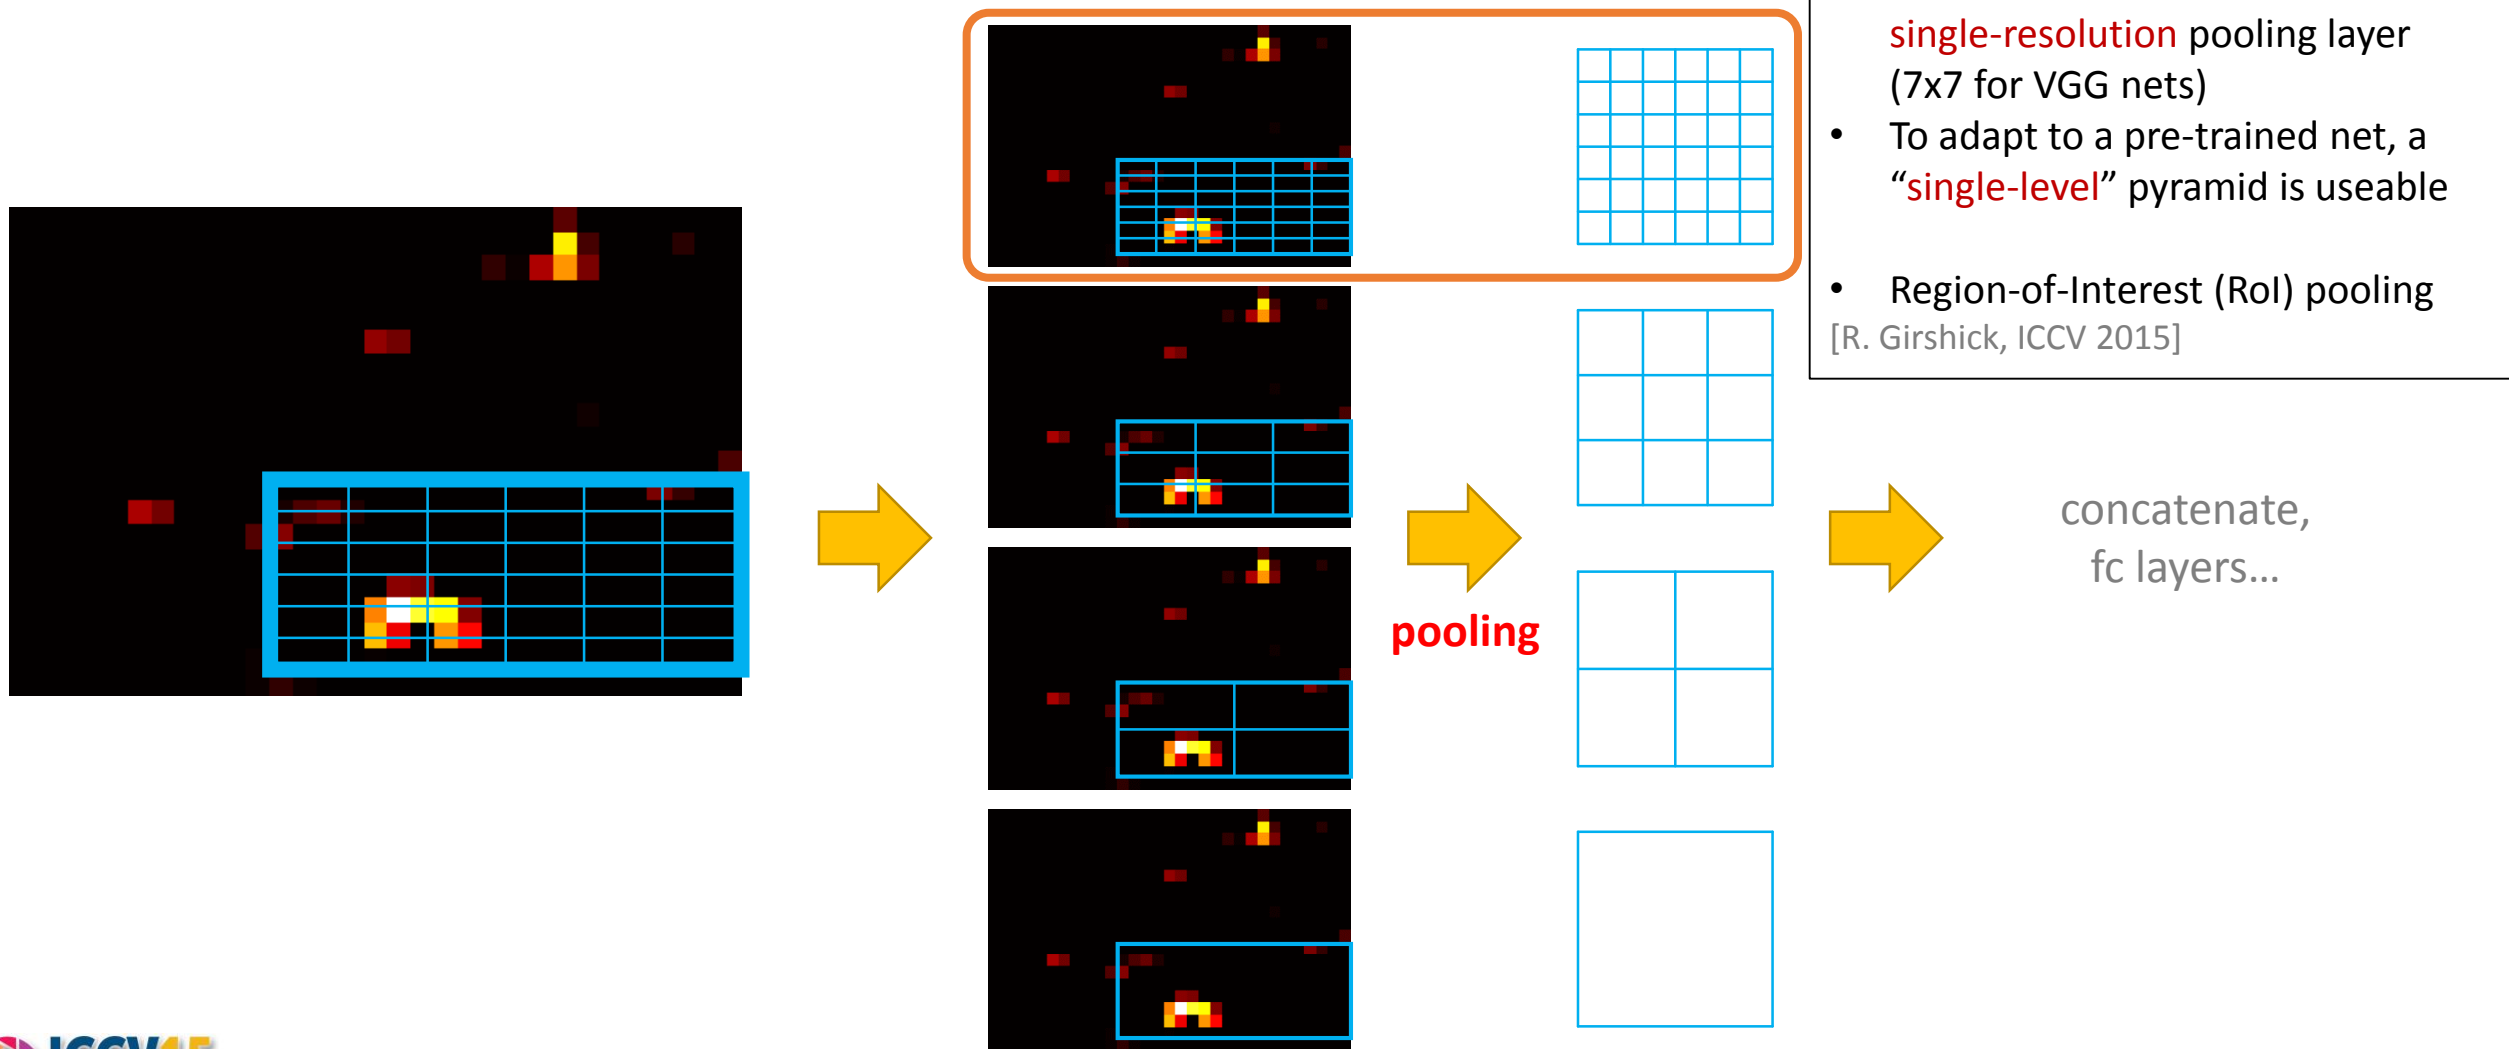 single-resolution pooling layer
(7x7 for VGG nets)
• To adapt to a pre-trained net, a
“single-level” pyramid is useable
• Region-of-Interest (RoI) pooling
[R. Girshick, ICCV 2015]
concatenate,
fc layers...
pooling
ICCV15